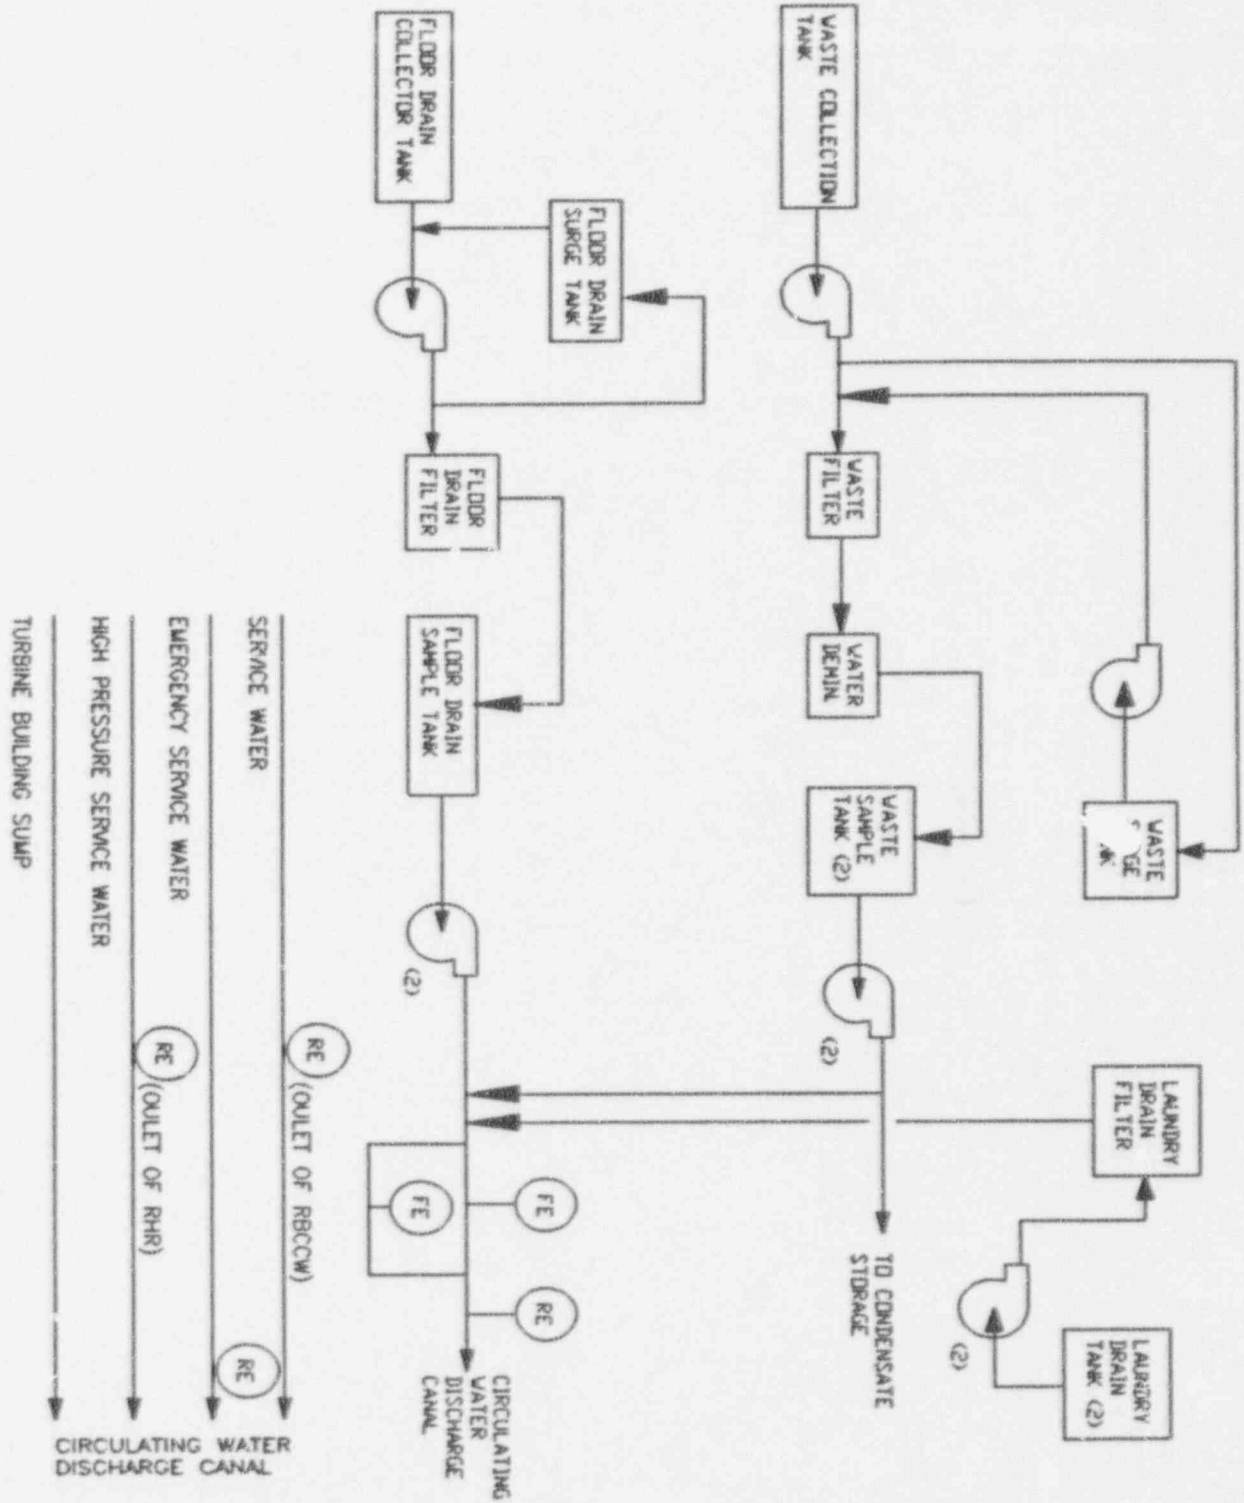 WASTE COLLECTION
TANK
FLOOR DRAIN
COLLECTOR TANK
FLOOR DRAIN
SURGE TANK
WASTE
FILTER
FLOOR
DRAIN
FILTER
WATER
DEMIN.
FLOOR DRAIN
SAMPLE TANK
WASTE
SAMPLE
TANK (2)
WASTE
(2)
(2)
LAUNDRY
DRAIN
FILTER
LAUNDRY
DRAIN
TANK (2)
(2)
TO CONDENSATE
STORAGE
FE
FE
RE
CIRCULATING
WATER
DISCHARGE
CANAL
SERVICE WATER
RE
(OULET OF RBCCW)
EMERGENCY SERVICE WATER
RE
HIGH PRESSURE SERVICE WATER
RE
(OULET OF RHR)
TURBINE BUILDING SUMP
CIRCULATING WATER
DISCHARGE CANAL